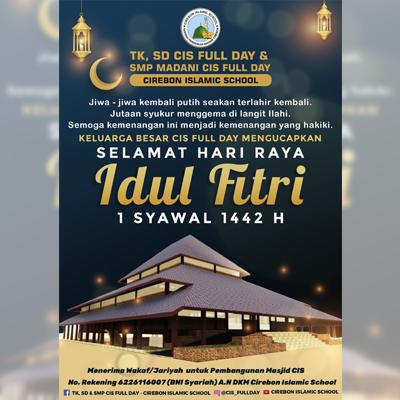 TK, SD CIS FULL DAY &
SMP MADANI CIS FULL DAY
CIREBON ISLAMIC SCHOOL
Jiwa - jiwa kembali putih seakan terlahir kembali.
Jutaan syukur menggema di langit Ilahi.
Semoga kemenangan ini menjadi kemenangan yang hakiki.
KELUARGA BESAR CIS FULL DAY MENGUCAPKAN
SELAMAT HARI RAYA
Idul Fitri
1 SYAWAL 1442 H
Menerima Wakaf/Jariyah untuk Pembangunan Masjid CIS
No. Rekening 6226116007 (BNI Syariah) A.N DKM Cirebon Islamic School
TK, SD & SMP CIS FULL DAY - CIREBON ISLAMIC SCHOOL @CIS_FULLDAY CIREBON ISLAMIC SCHOOL